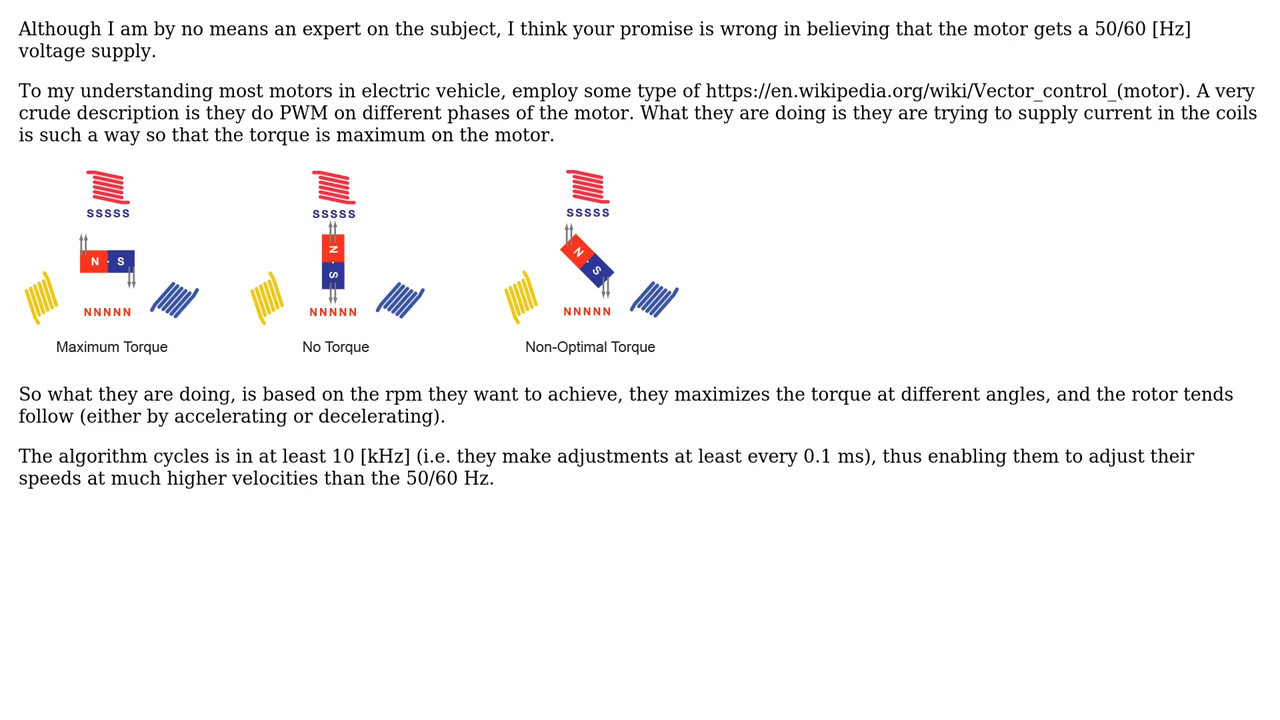 Although I am by no means an expert on the subject, I think your promise is wrong in believing that the motor gets a 50/60 [Hz]
voltage supply.
To my understanding most motors in electric vehicle, employ some type of https://en.wikipedia.org/wiki/Vector_control_(motor). A very
crude description is they do PWM on different phases of the motor. What they are doing is they are trying to supply current in the coils
is such a way so that the torque is maximum on the motor.
SSSSS
N · S
NNNNN
Maximum Torque
SSSSS
N · S
NNNNN
No Torque
SSSSS
N · S
NNNNN
Non-Optimal Torque
So what they are doing, is based on the rpm they want to achieve, they maximizes the torque at different angles, and the rotor tends
follow (either by accelerating or decelerating).
The algorithm cycles is in at least 10 [kHz] (i.e. they make adjustments at least every 0.1 ms), thus enabling them to adjust their
speeds at much higher velocities than the 50/60 Hz.